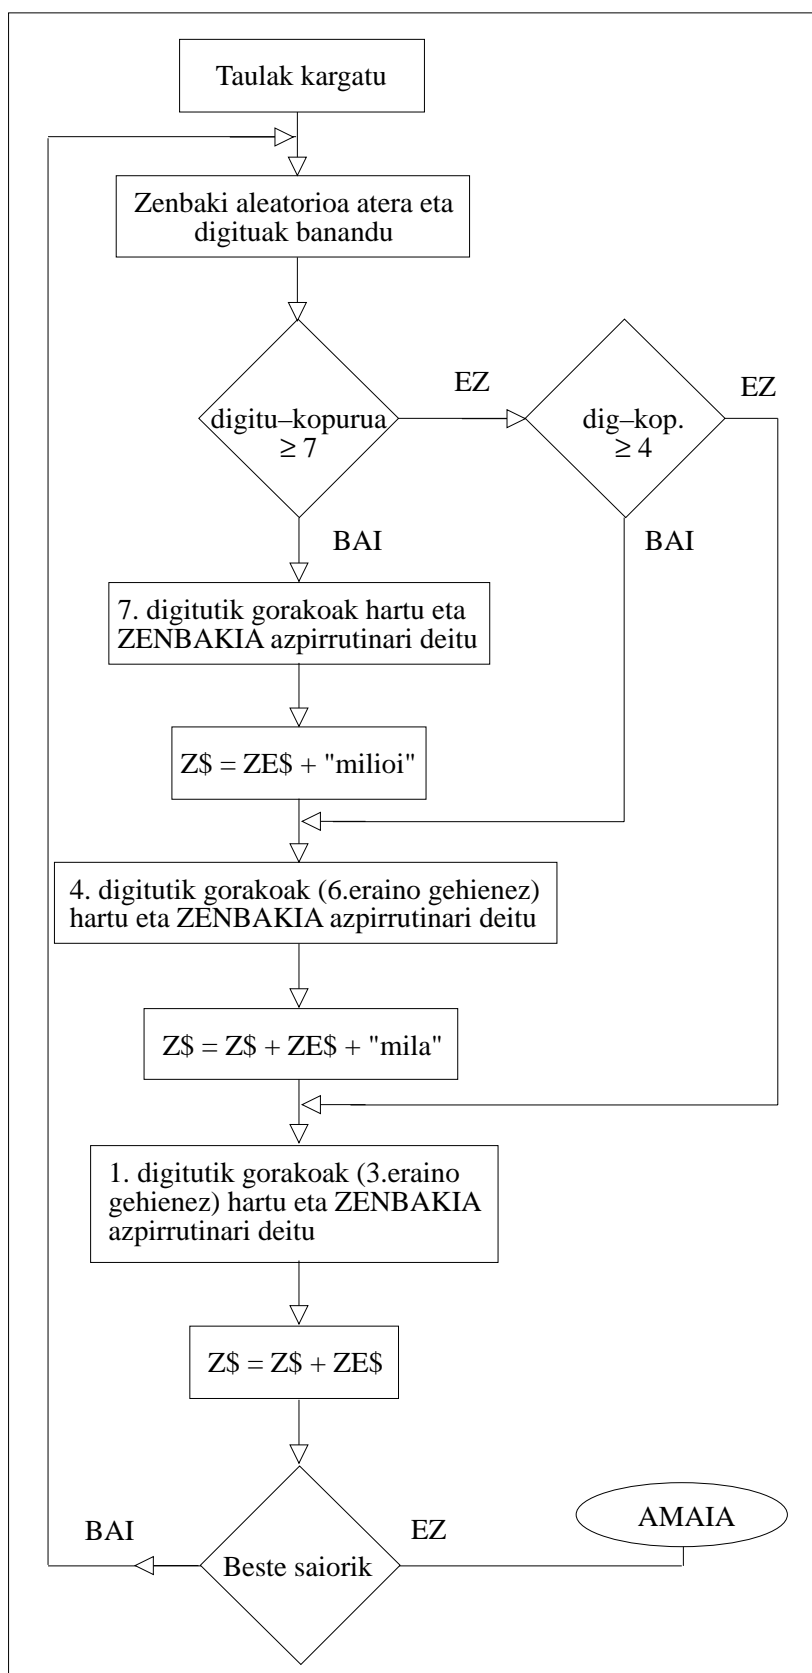 Taulak kargatu
Zenbaki aleatorioa atera eta
digituak banandu
digitu–kopurua
≥ 7
EZ
dig–kop.
≥ 4
EZ
BAI
BAI
7. digitutik gorakoak hartu eta
ZENBAKIA azpirrutinari deitu
Z$ = ZE$ + "milioi"
4. digitutik gorakoak (6.eraino gehienez)
hartu eta ZENBAKIA azpirrutinari deitu
Z$ = Z$ + ZE$ + "mila"
1. digitutik gorakoak (3.eraino
gehienez) hartu eta ZENBAKIA
azpirrutinari deitu
Z$ = Z$ + ZE$
BAI
Beste saiorik
EZ
AMAIA